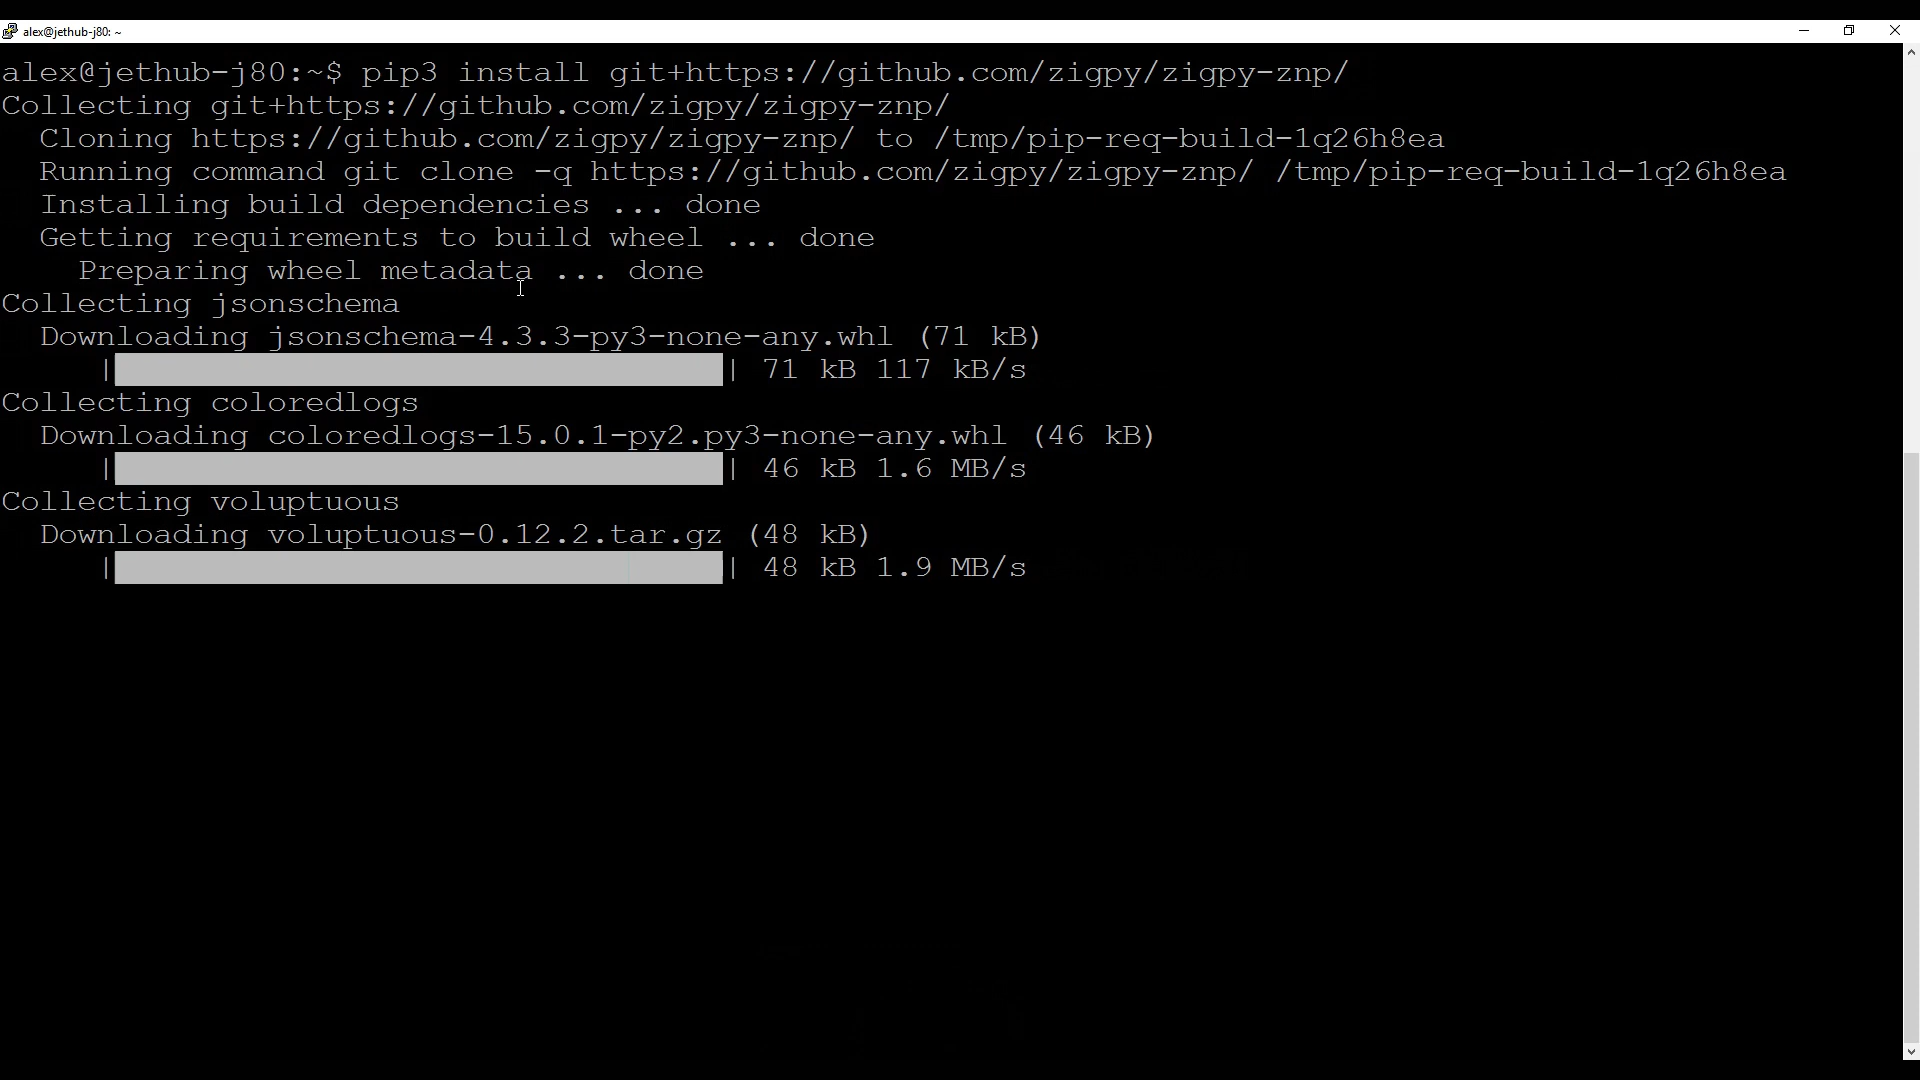 alex@jethub-j80: ~
alex@jethub-j80:~$ pip3 install git+https://github.com/zigpy/zigpy-znp/
Collecting git+https://github.com/zigpy/zigpy-znp/
  Cloning https://github.com/zigpy/zigpy-znp/ to /tmp/pip-req-build-1q26h8ea
  Running command git clone -q https://github.com/zigpy/zigpy-znp/ /tmp/pip-req-build-1q26h8ea
  Installing build dependencies ... done
  Getting requirements to build wheel ... done
    Preparing wheel metadata ... done
Collecting jsonschema
  Downloading jsonschema-4.3.3-py3-none-any.whl (71 kB)
     |████████████████████████████████| 71 kB 117 kB/s
Collecting coloredlogs
  Downloading coloredlogs-15.0.1-py2.py3-none-any.whl (46 kB)
     |████████████████████████████████| 46 kB 1.6 MB/s
Collecting voluptuous
  Downloading voluptuous-0.12.2.tar.gz (48 kB)
     |████████████████████████████████| 48 kB 1.9 MB/s